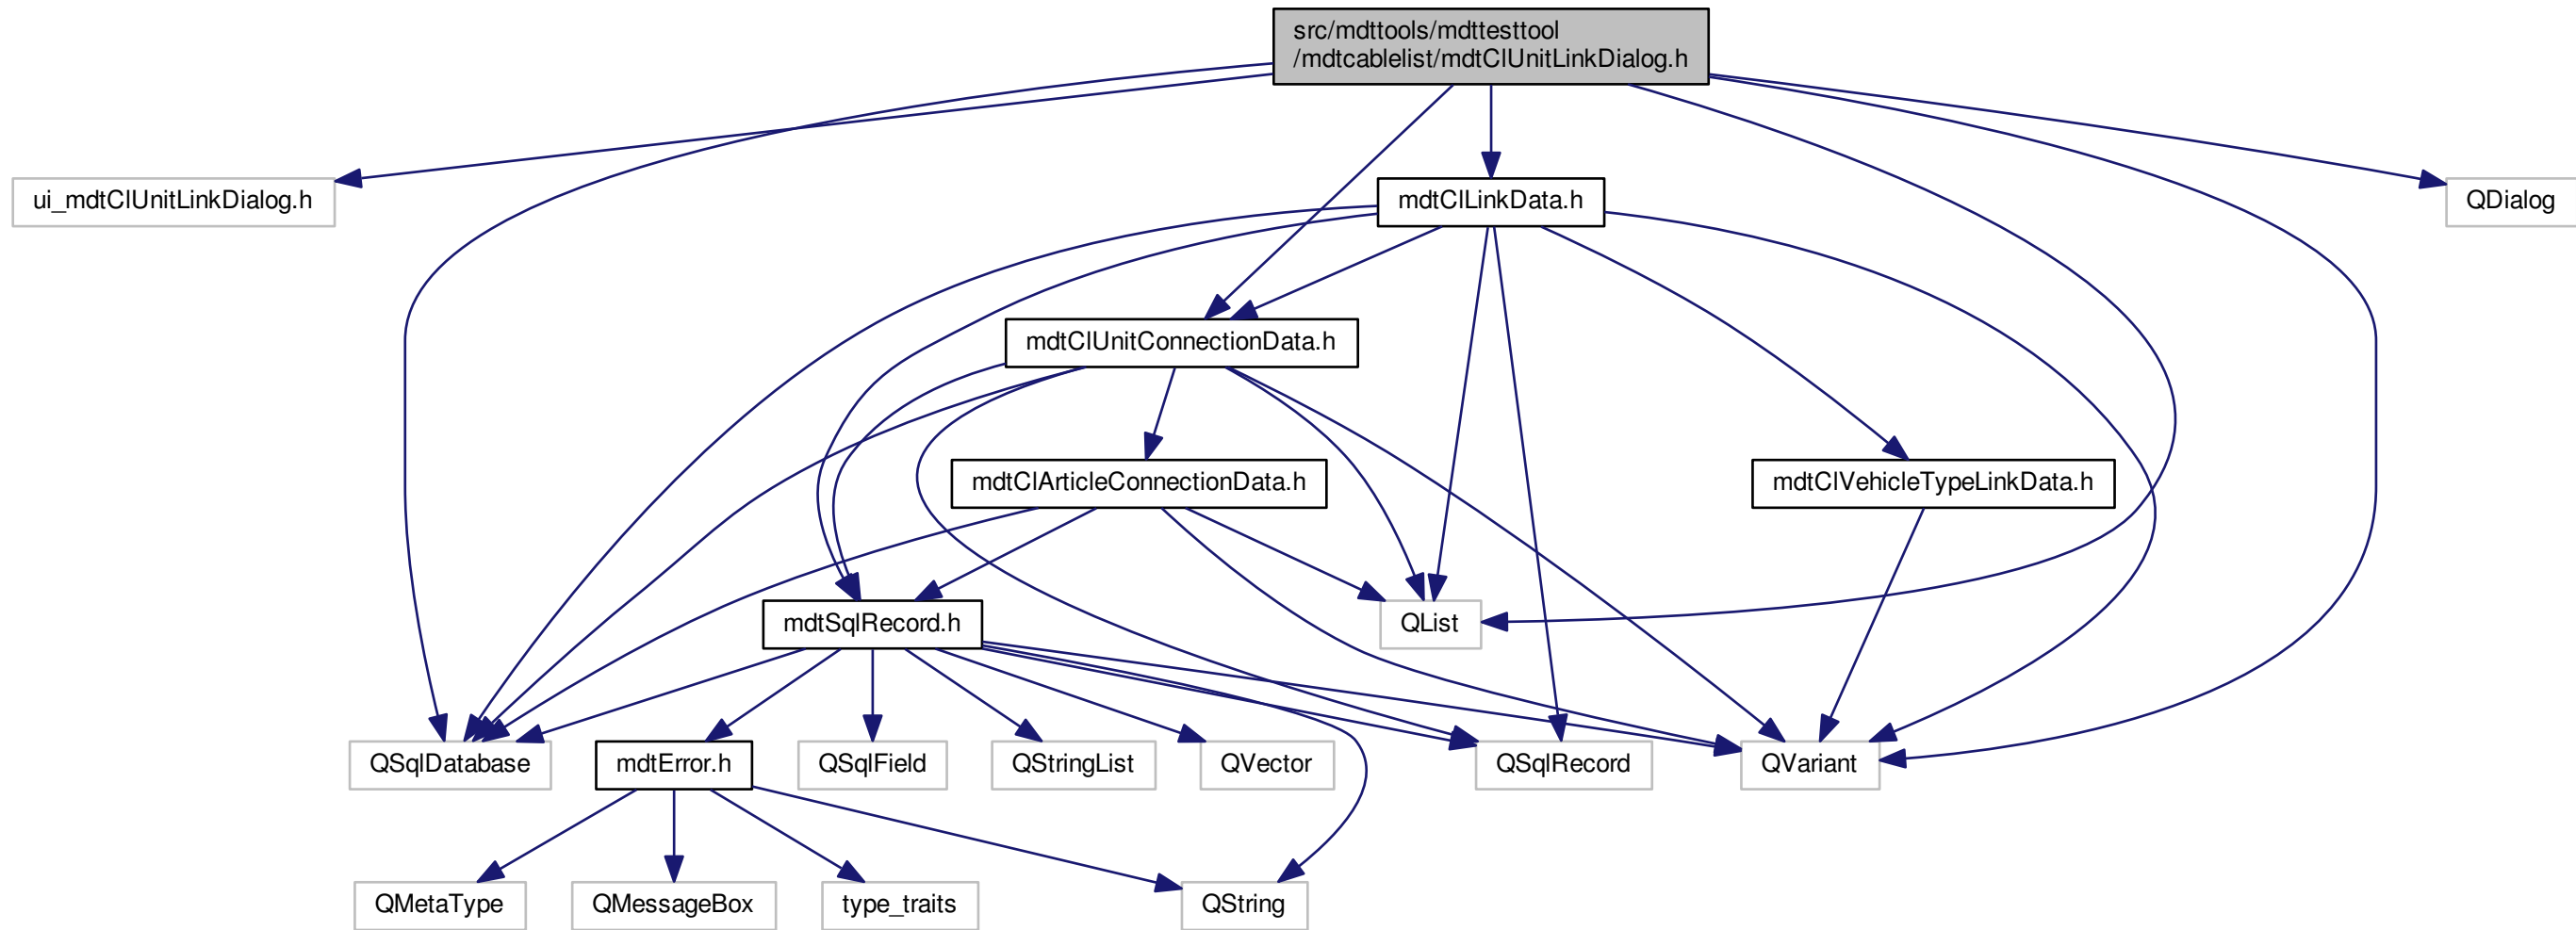 src/mdttools/mdttesttool
/mdtcablelist/mdtClUnitLinkDialog.h
ui_mdtClUnitLinkDialog.h
mdtClLinkData.h
QDialog
mdtClUnitConnectionData.h
mdtClArticleConnectionData.h
mdtClVehicleTypeLinkData.h
mdtSqlRecord.h
QList
QSqlDatabase
mdtError.h
QSqlField
QStringList
QVector
QSqlRecord
QVariant
QMetaType
QMessageBox
type_traits
QString